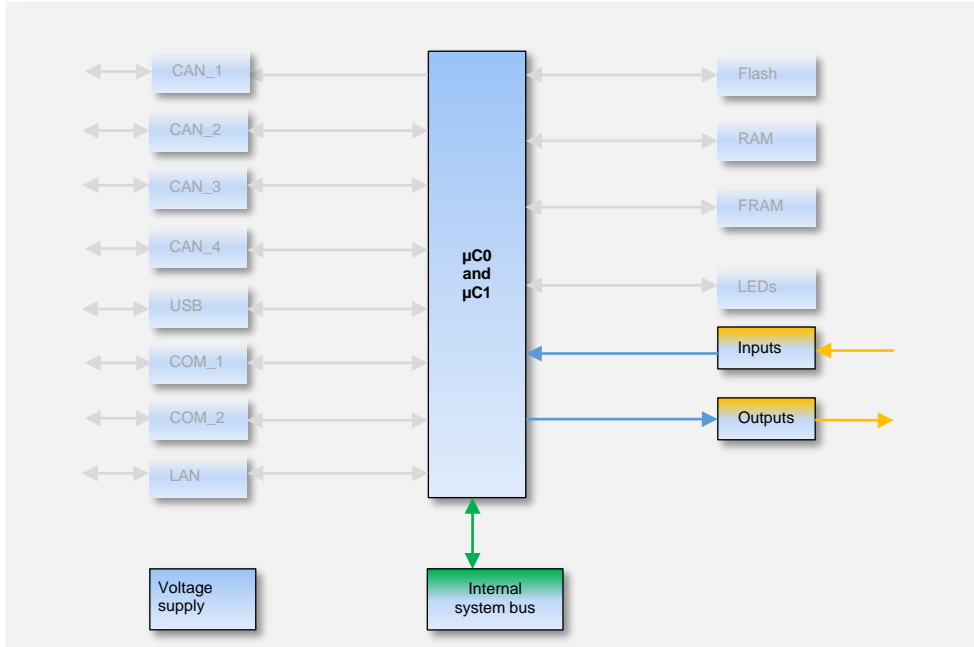 CAN_1
CAN_2
CAN_3
CAN_4
USB
COM_1
COM_2
LAN
µC0
and
µC1
Flash
RAM
FRAM
LEDs
Inputs
Outputs
Voltage
supply
Internal
system bus